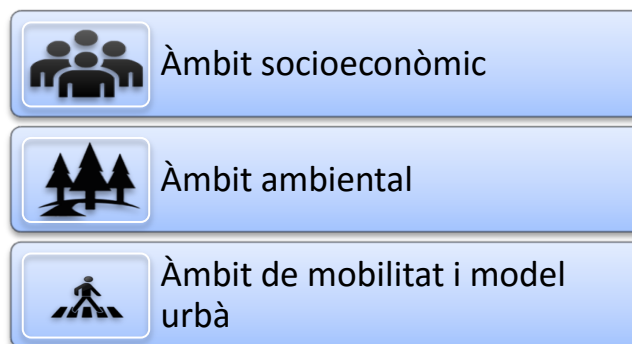 Àmbit socioeconòmic
Àmbit ambiental
Àmbit de mobilitat i model
urbà